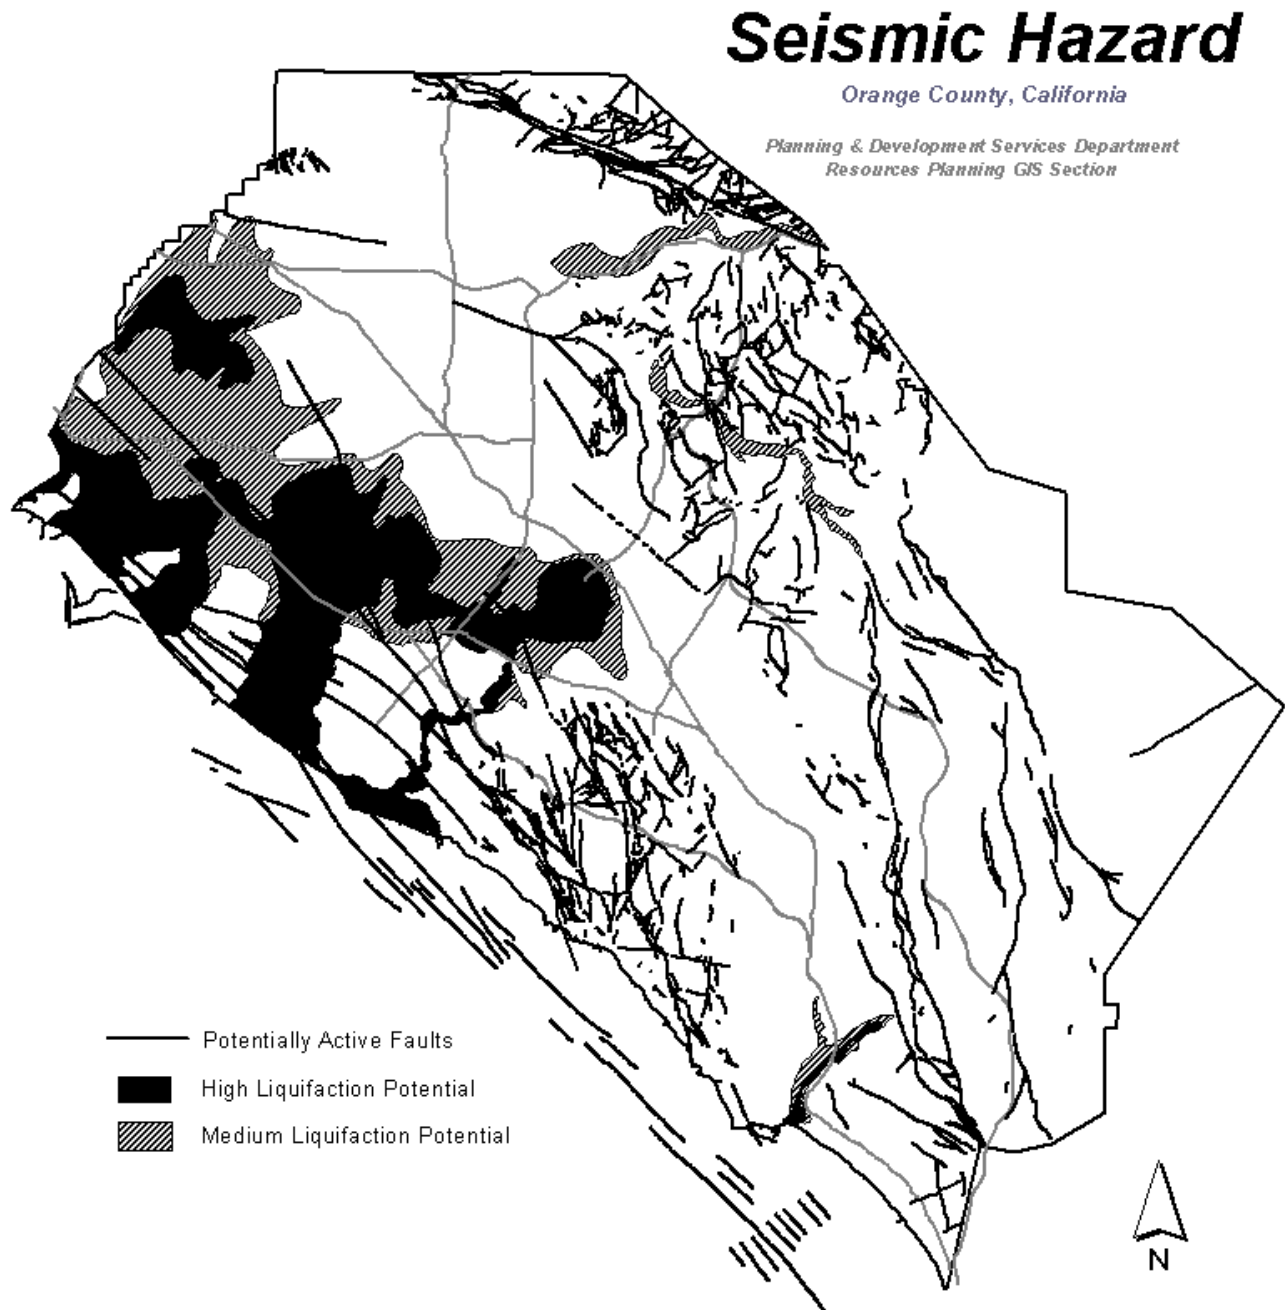 Seismic Hazard
Orange County, California
Planning & Development Services Department
Resources Planning GIS Section
Potentially Active Faults
High Liquifaction Potential
Medium Liquifaction Potential
N